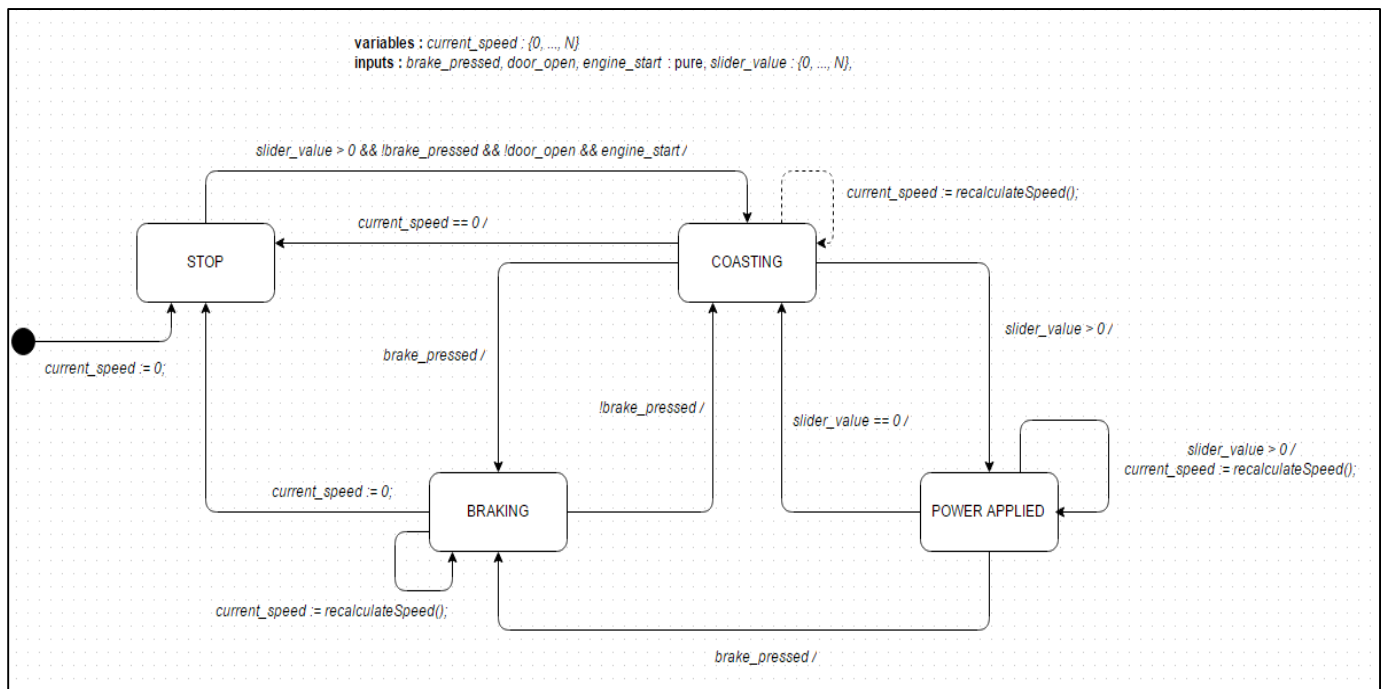 variables : current_speed : {0, ..., N}
inputs : brake_pressed, door_open, engine_start : pure, slider_value : {0, ..., N},
slider_value > 0 && !brake_pressed && !door_open && engine_start /
current_speed := recalculateSpeed();
current_speed == 0 /
STOP
COASTING
slider_value > 0 /
brake_pressed /
current_speed := 0;
!brake_pressed /
slider_value == 0 /
slider_value > 0 /
current_speed := recalculateSpeed();
current_speed := 0;
BRAKING
POWER APPLIED
current_speed := recalculateSpeed();
brake_pressed /